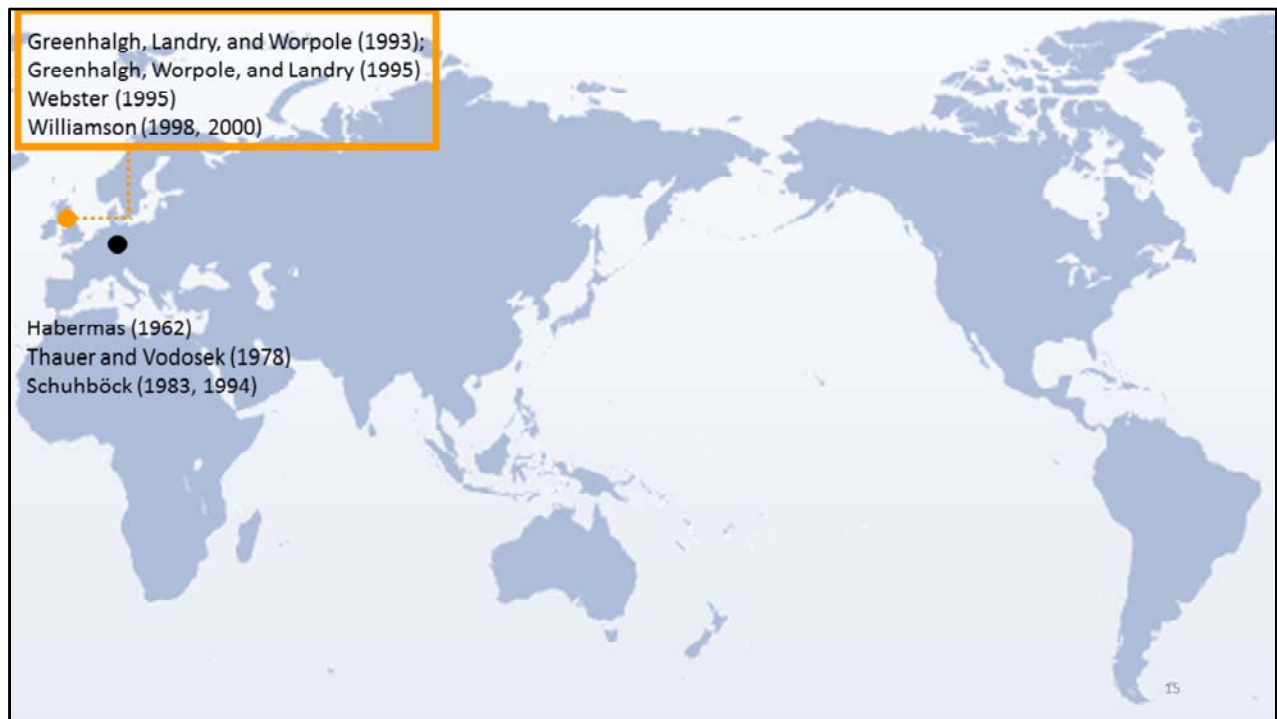 Greenhalgh, Landry, and Worpole (1993);
Greenhalgh, Worpole, and Landry (1995)
Webster (1995)
Williamson (1998, 2000)
Habermas (1962)
Thauer and Vodosek (1978)
Schuhböck (1983, 1994)
15